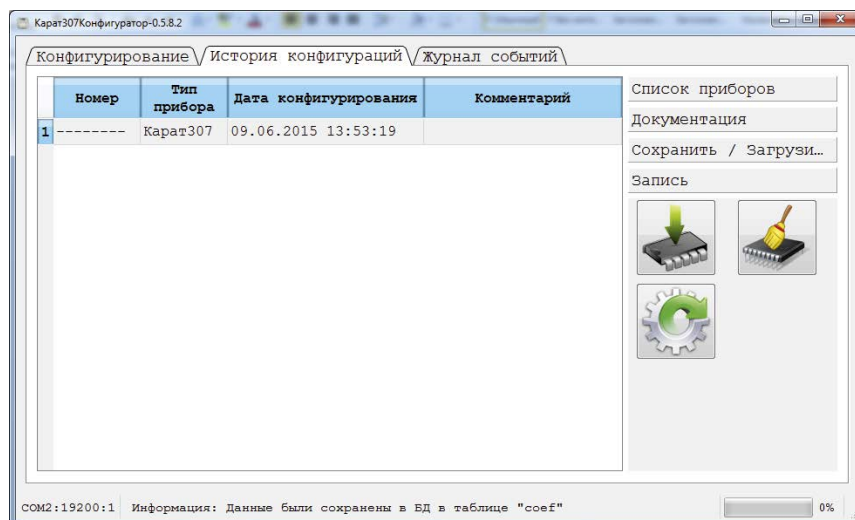 Карат307Конфигуратор-0.5.8.2
Конфигурирование История конфигураций Журнал событий
Номер Тип прибора Дата конфигурирования Комментарий
1 -------- Карат307 09.06.2015 13:53:19
Список приборов
Документация
Сохранить / Загрузи…
Запись
COM2:19200:1 Информация: Данные были сохранены в БД в таблице "coef" 0%